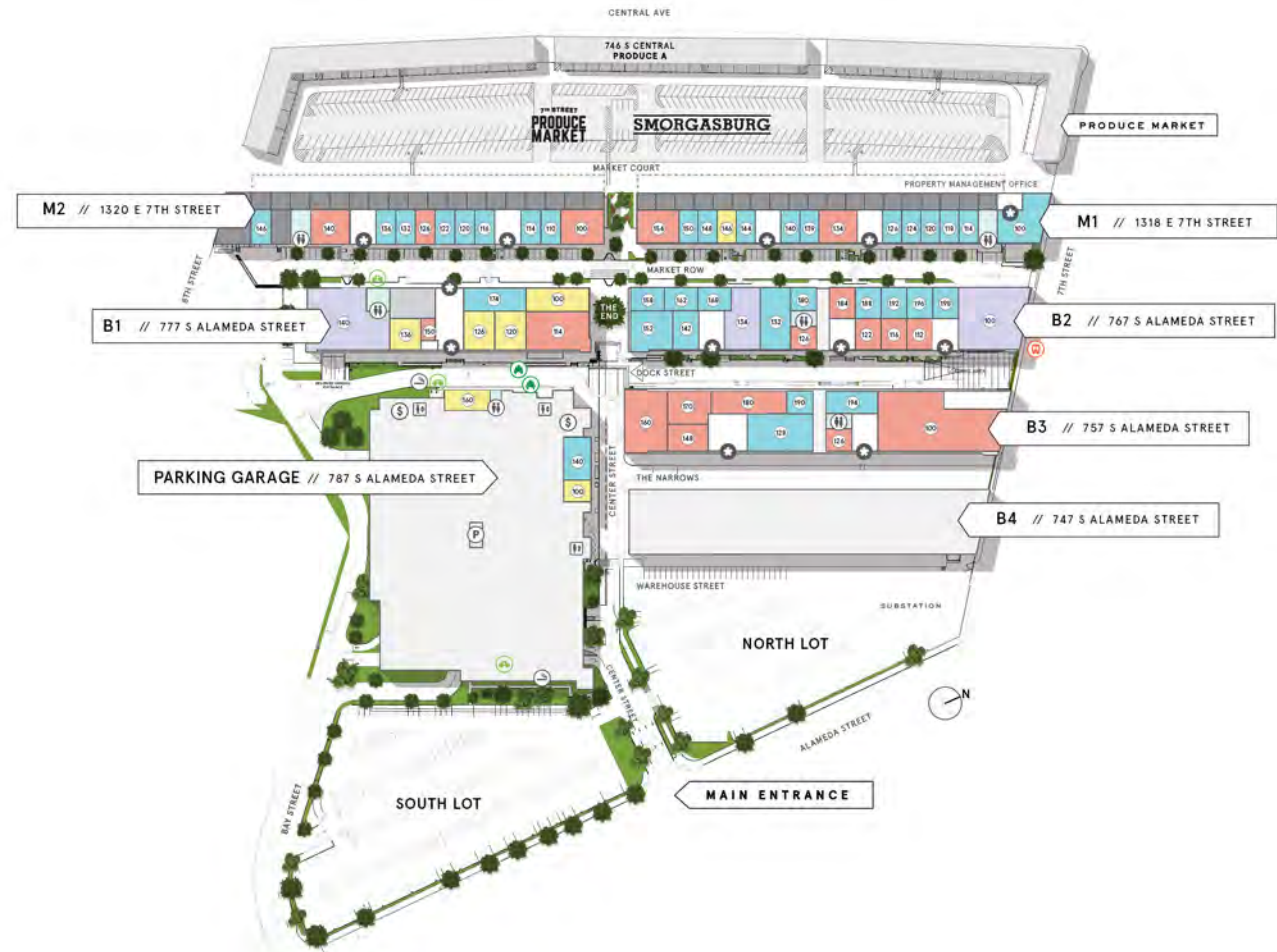 CENTRAL AVE
746 S CENTRAL
PRODUCE A
7TH STREET
PRODUCE
MARKET
SMORGASBURG
PRODUCE MARKET
MARKET COURT
PROPERTY MANAGEMENT OFFICE
M2 // 1320 E 7TH STREET
146
140
136
132
126
122
120
116
114
110
100
154
150
148
146
144
140
139
134
126
124
120
118
114
100
M1 // 1318 E 7TH STREET
8TH STREET
MARKET ROW
7TH STREET
B1 // 777 S ALAMEDA STREET
140
136
150
174
126
120
100
114
THE
END
158
162
168
152
142
134
132
180
126
184
188
192
196
198
122
116
112
100
B2 // 767 S ALAMEDA STREET
DOCK STREET
160
170
148
180
190
128
194
126
100
B3 // 757 S ALAMEDA STREET
$
160
$
140
100
PARKING GARAGE // 787 S ALAMEDA STREET
P
CENTER STREET
THE NARROWS
B4 // 747 S ALAMEDA STREET
WAREHOUSE STREET
SUBSTATION
NORTH LOT
CENTER STREET
N
ALAMEDA STREET
MAIN ENTRANCE
SOUTH LOT
BAY STREET